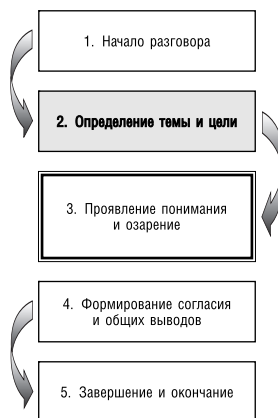 1. Начало разговора
2. Определение темы и цели
3. Проявление понимания
и озарение
4. Формирование согласия
и общих выводов
5. Завершение и окончание